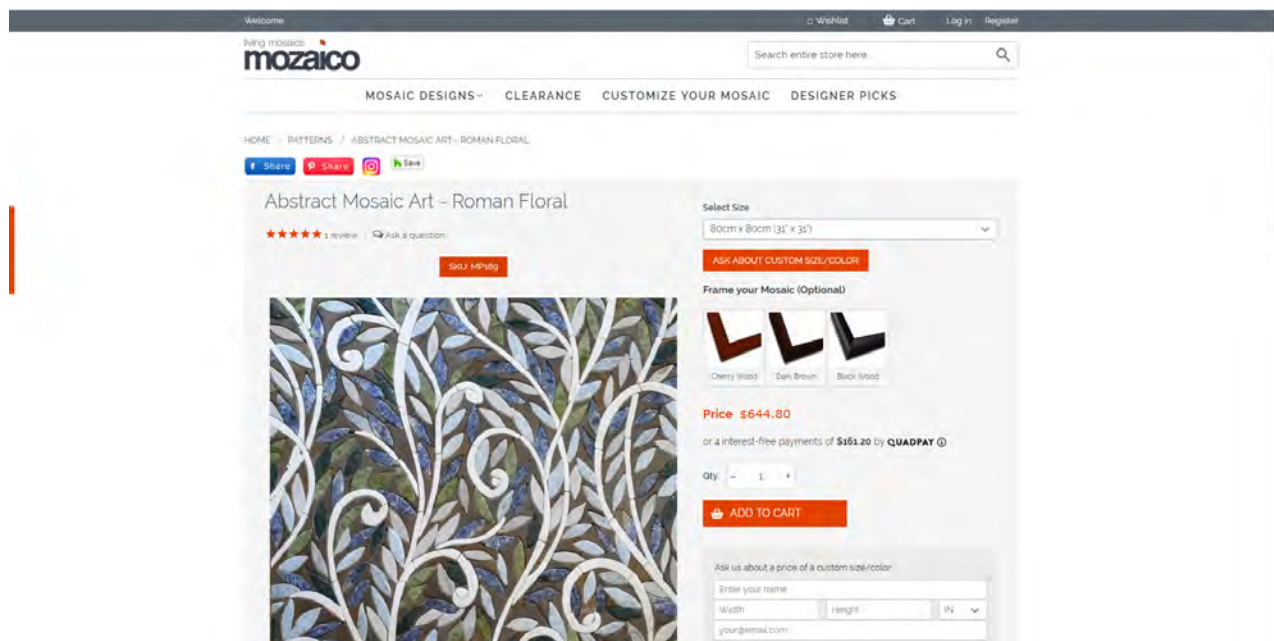 Welcome
Wishlist
Cart
Log in
Register
living mosaics
mozaico
Search entire store here...
MOSAIC DESIGNS
CLEARANCE
CUSTOMIZE YOUR MOSAIC
DESIGNER PICKS
HOME
PATTERNS / ABSTRACT MOSAIC ART - ROMAN FLORAL
Share
Share
Save
Abstract Mosaic Art - Roman Floral
1 review
Ask a question
SKU: MP189
Select Size
80cm x 80cm (31" x 31")
ASK ABOUT CUSTOM SIZE/COLOR
Frame your Mosaic (Optional)
Cherry Wood
Dark Brown
Black Wood
Price $644.80
or 4 interest-free payments of $161.20 by QUADPAY
Qty - 1 +
ADD TO CART
Ask us about a price of a custom size/color
Enter your name
Width
Height
IN
your@email.com